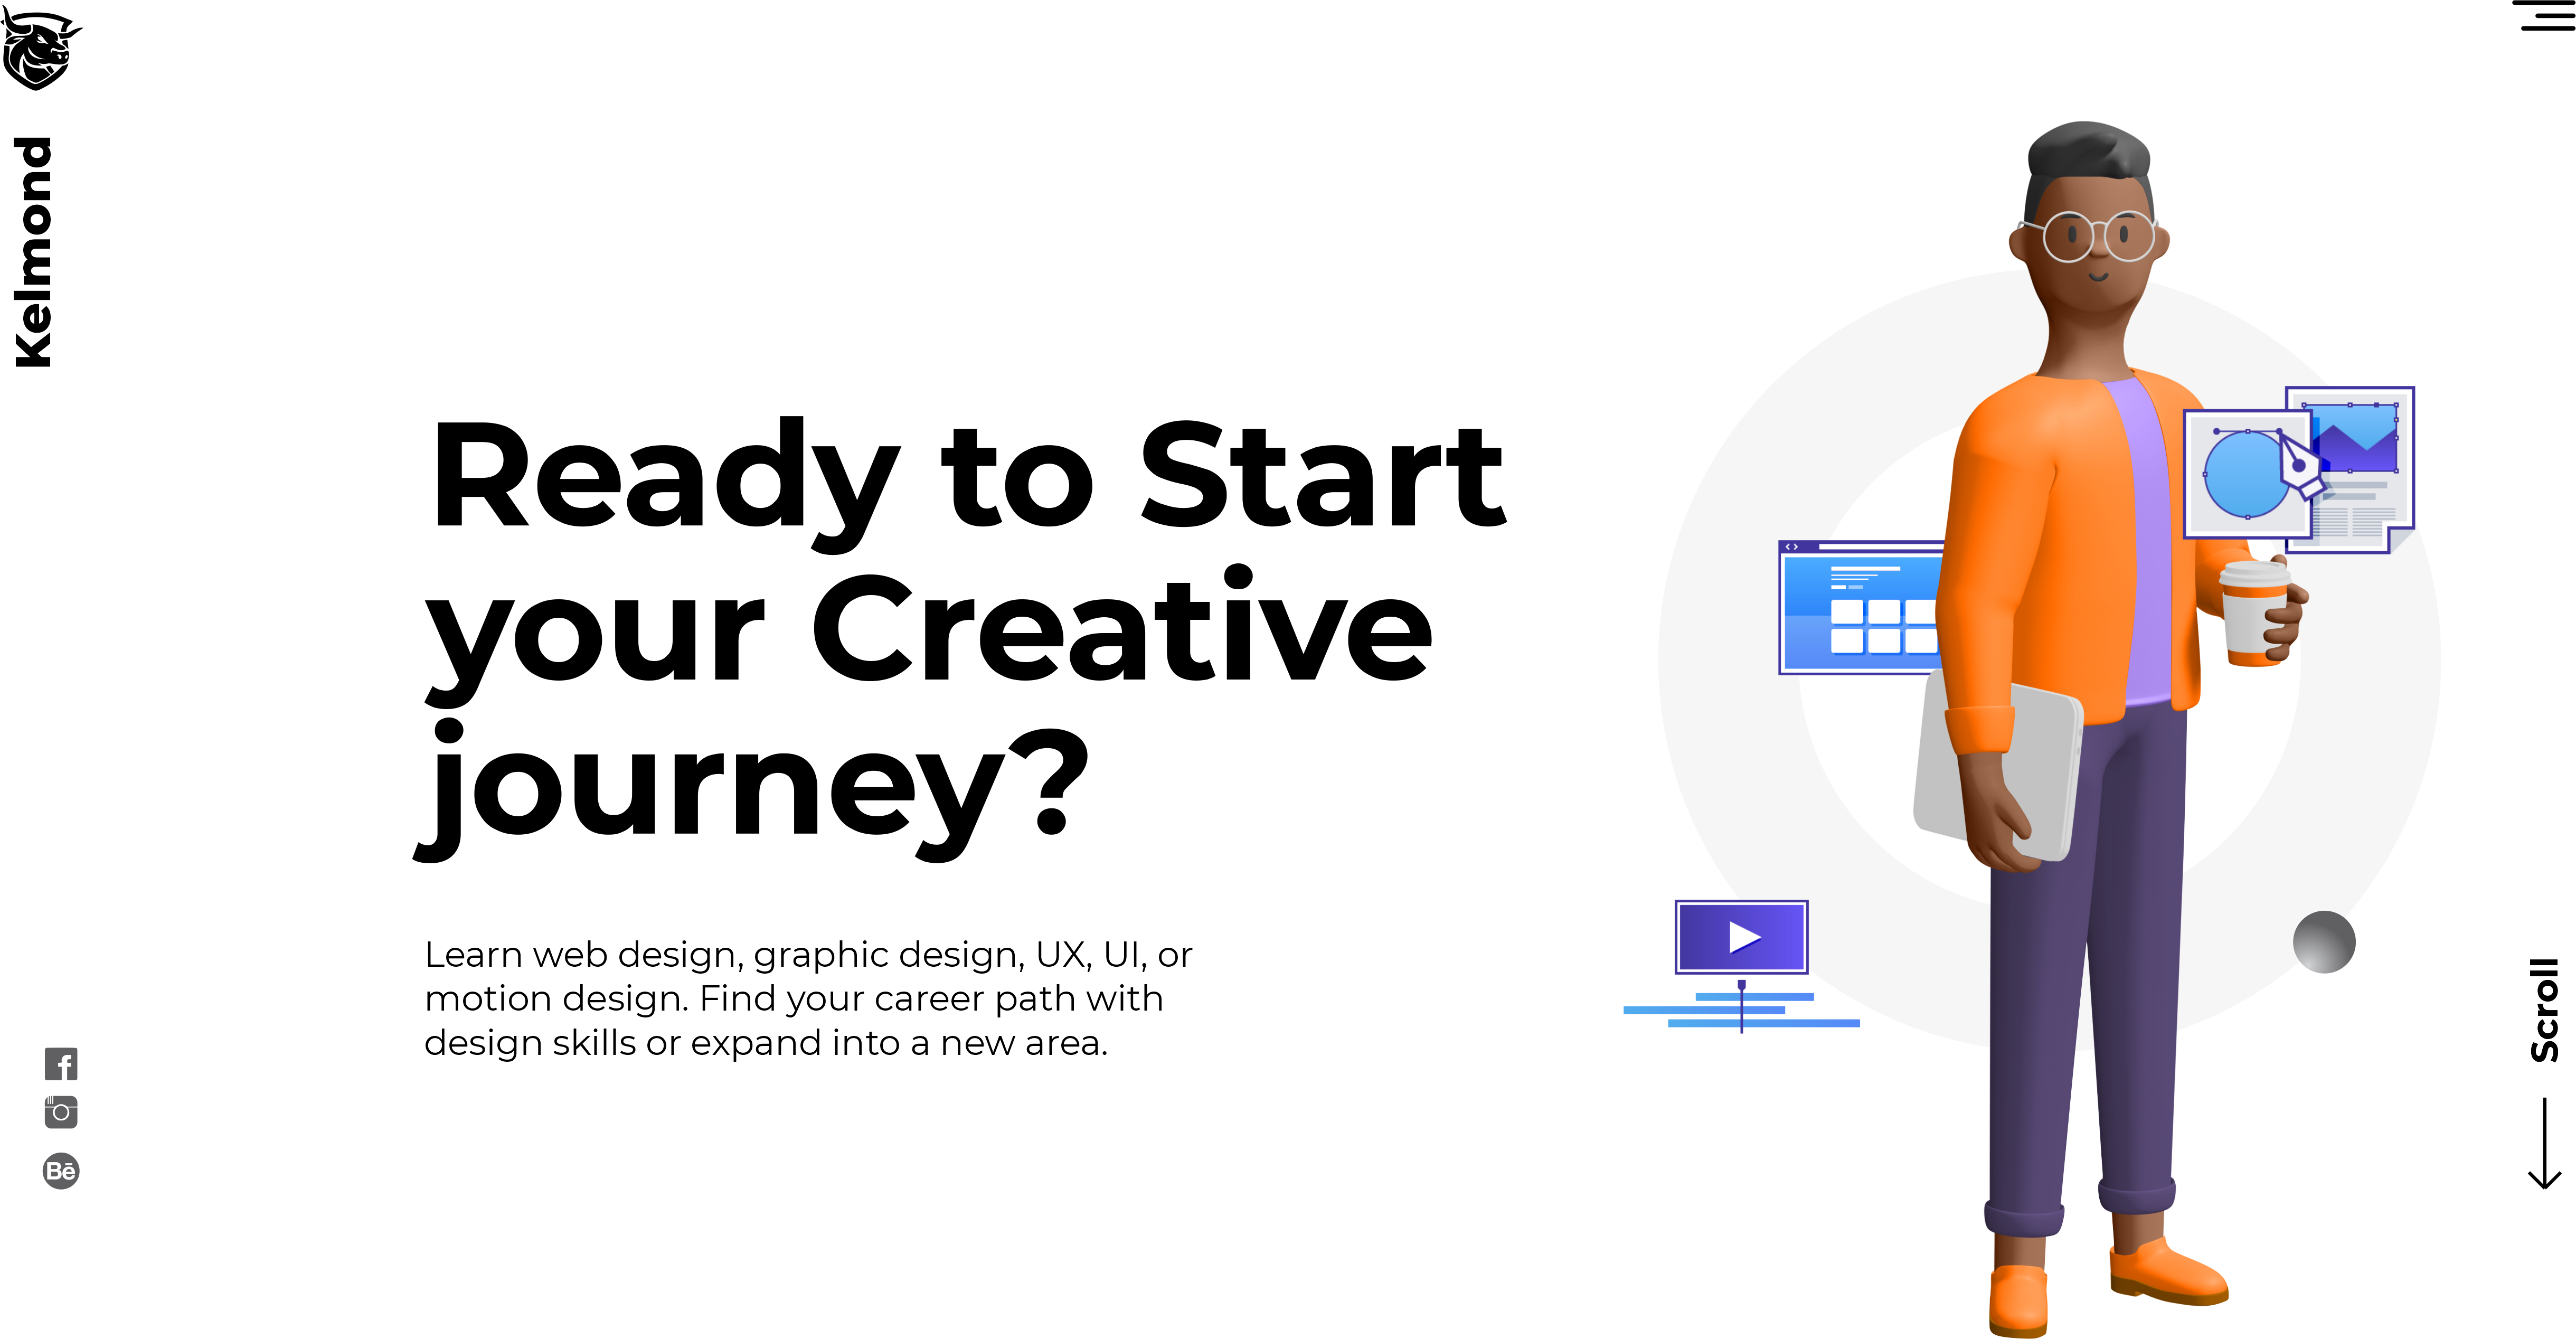 Kelmond
Ready to Start
your Creative
journey?
Learn web design, graphic design, UX, UI, or
motion design. Find your career path with
design skills or expand into a new area.
f
Bē
Scroll